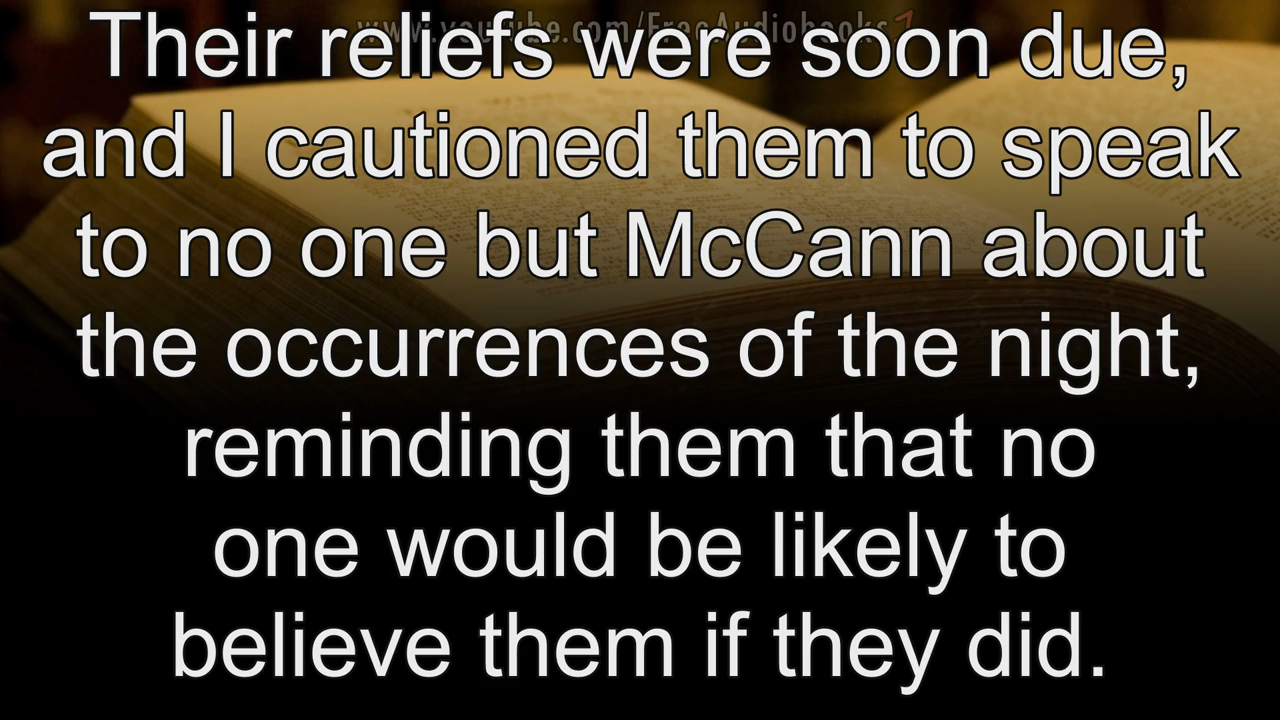 www.youtube.com/FreeAudiobooks7
Their reliefs were soon due,
and I cautioned them to speak
to no one but McCann about
the occurrences of the night,
reminding them that no
one would be likely to
believe them if they did.